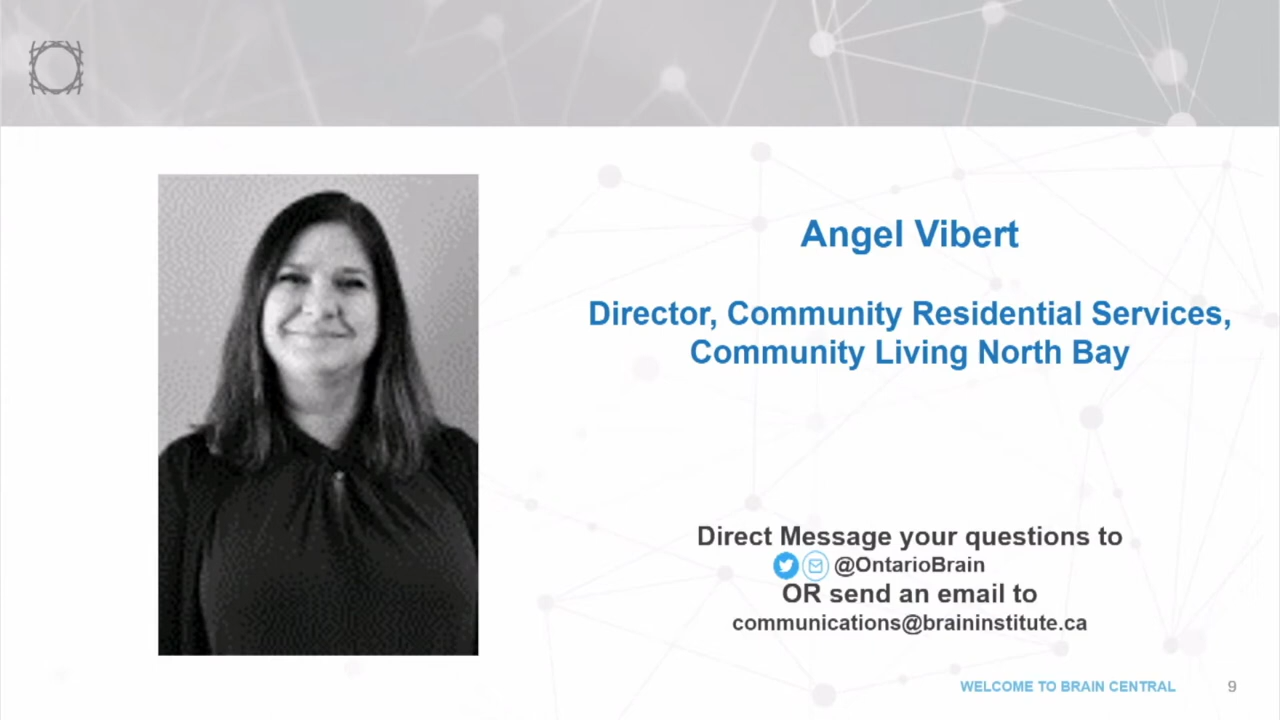 Angel Vibert
Director, Community Residential Services,
Community Living North Bay
Direct Message your questions to
@OntarioBrain
OR send an email to
communications@braininstitute.ca
WELCOME TO BRAIN CENTRAL
9